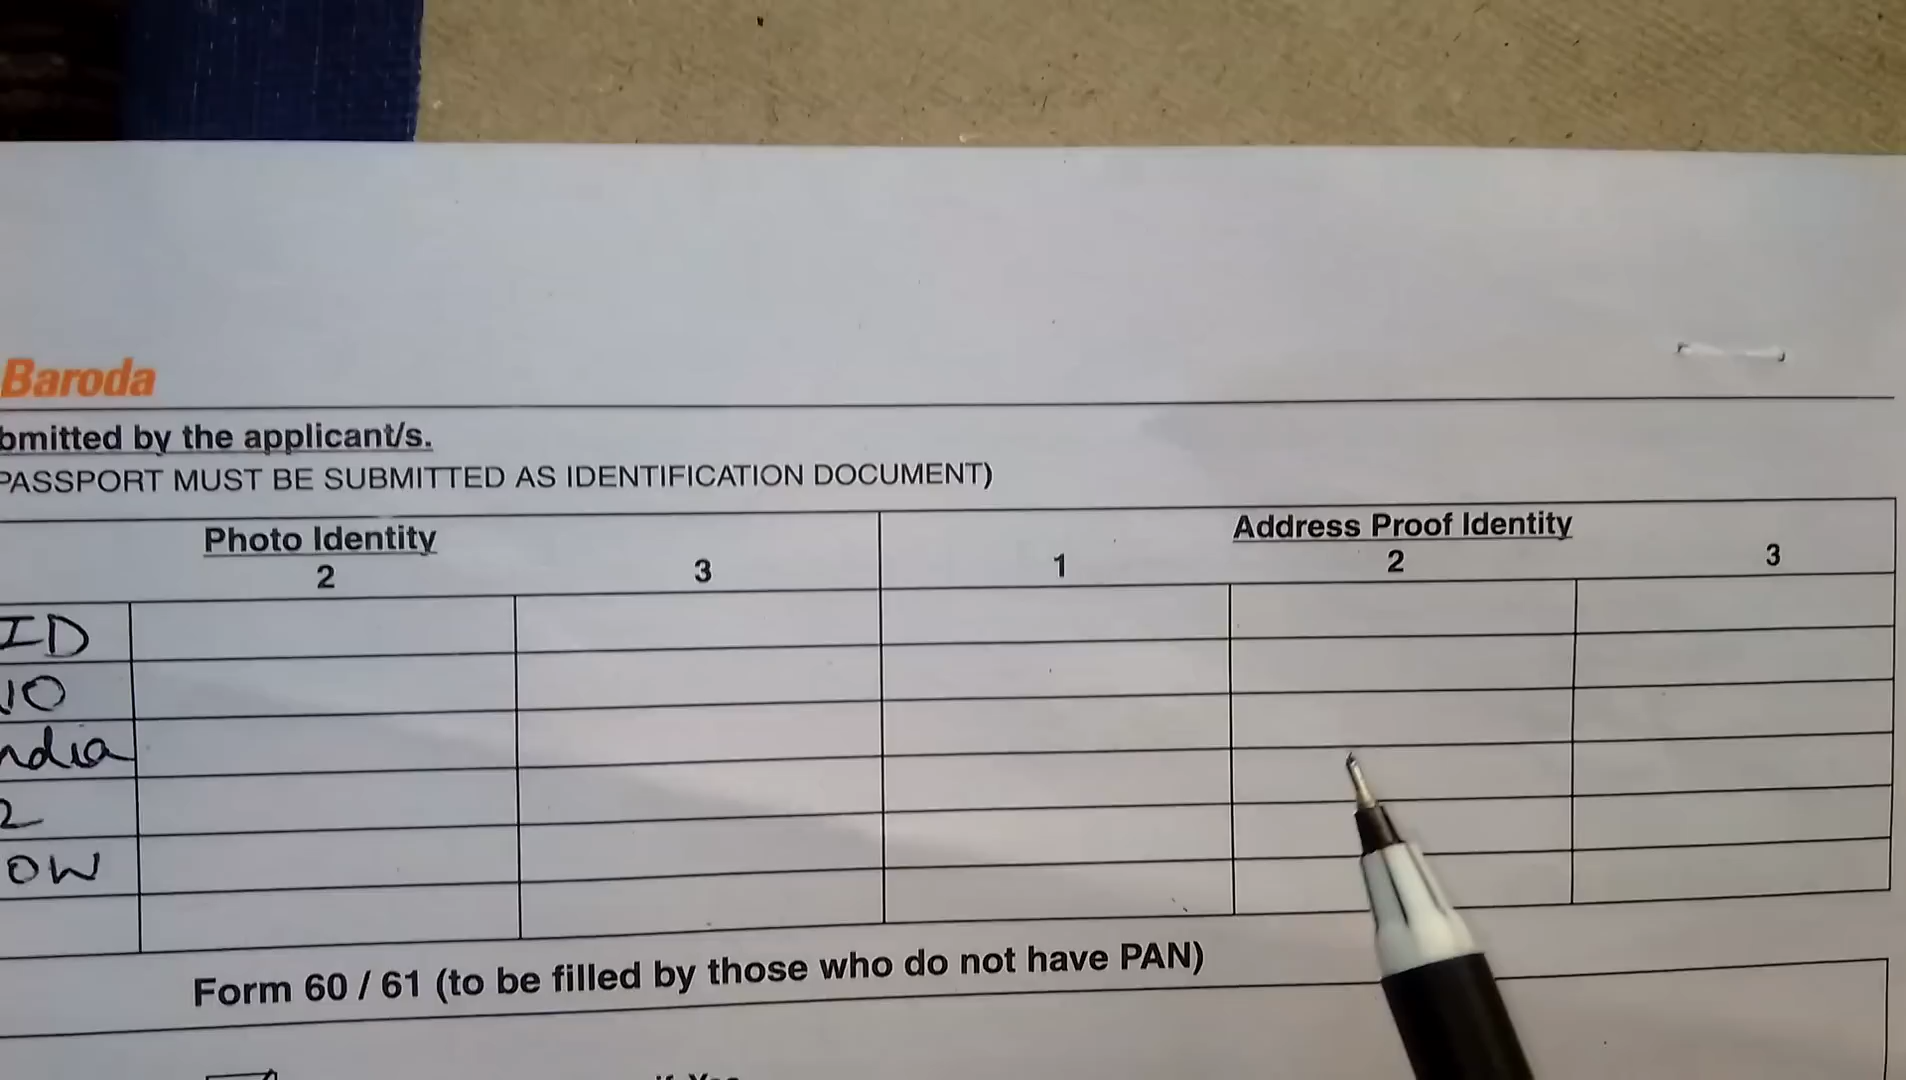 Baroda
bmitted by the applicant/s.
PASSPORT MUST BE SUBMITTED AS IDENTIFICATION DOCUMENT)
Photo Identity
2 3
Address Proof Identity
1 2 3
ID
NO
ndia
2
OW
Form 60 / 61 (to be filled by those who do not have PAN)